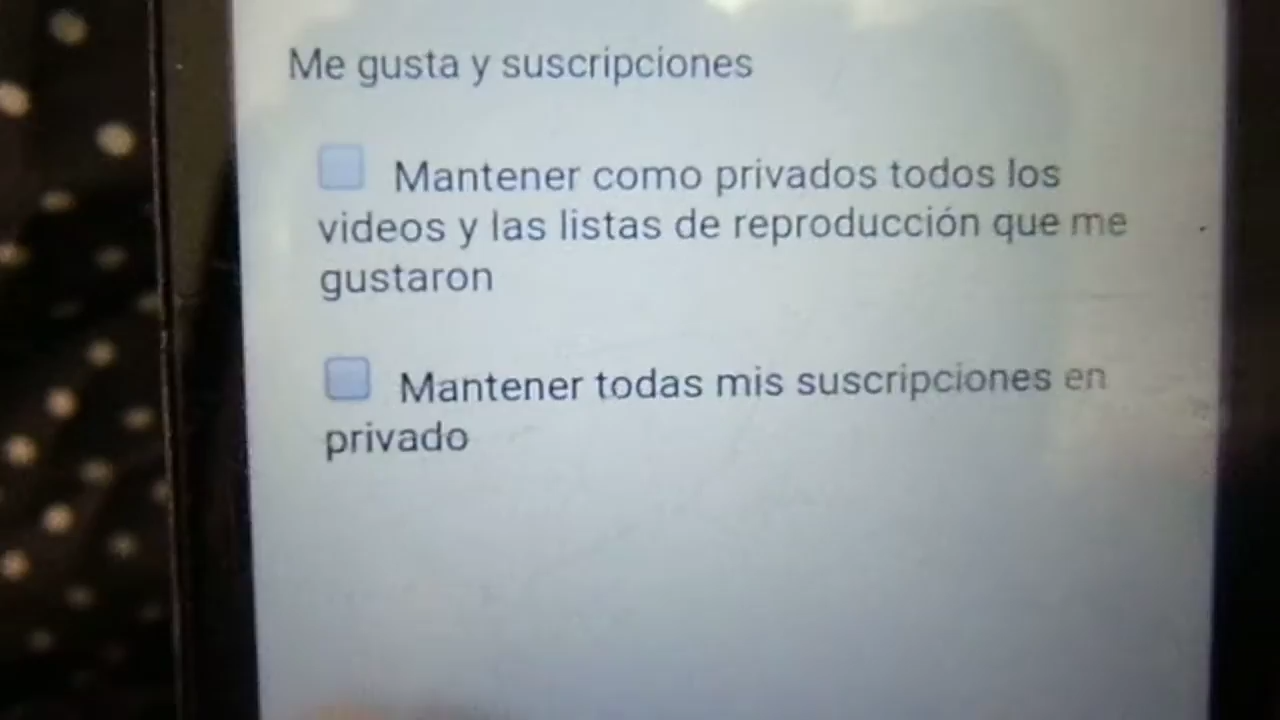 Me gusta y suscripciones
Mantener como privados todos los
videos y las listas de reproducción que me
gustaron
Mantener todas mis suscripciones en
privado